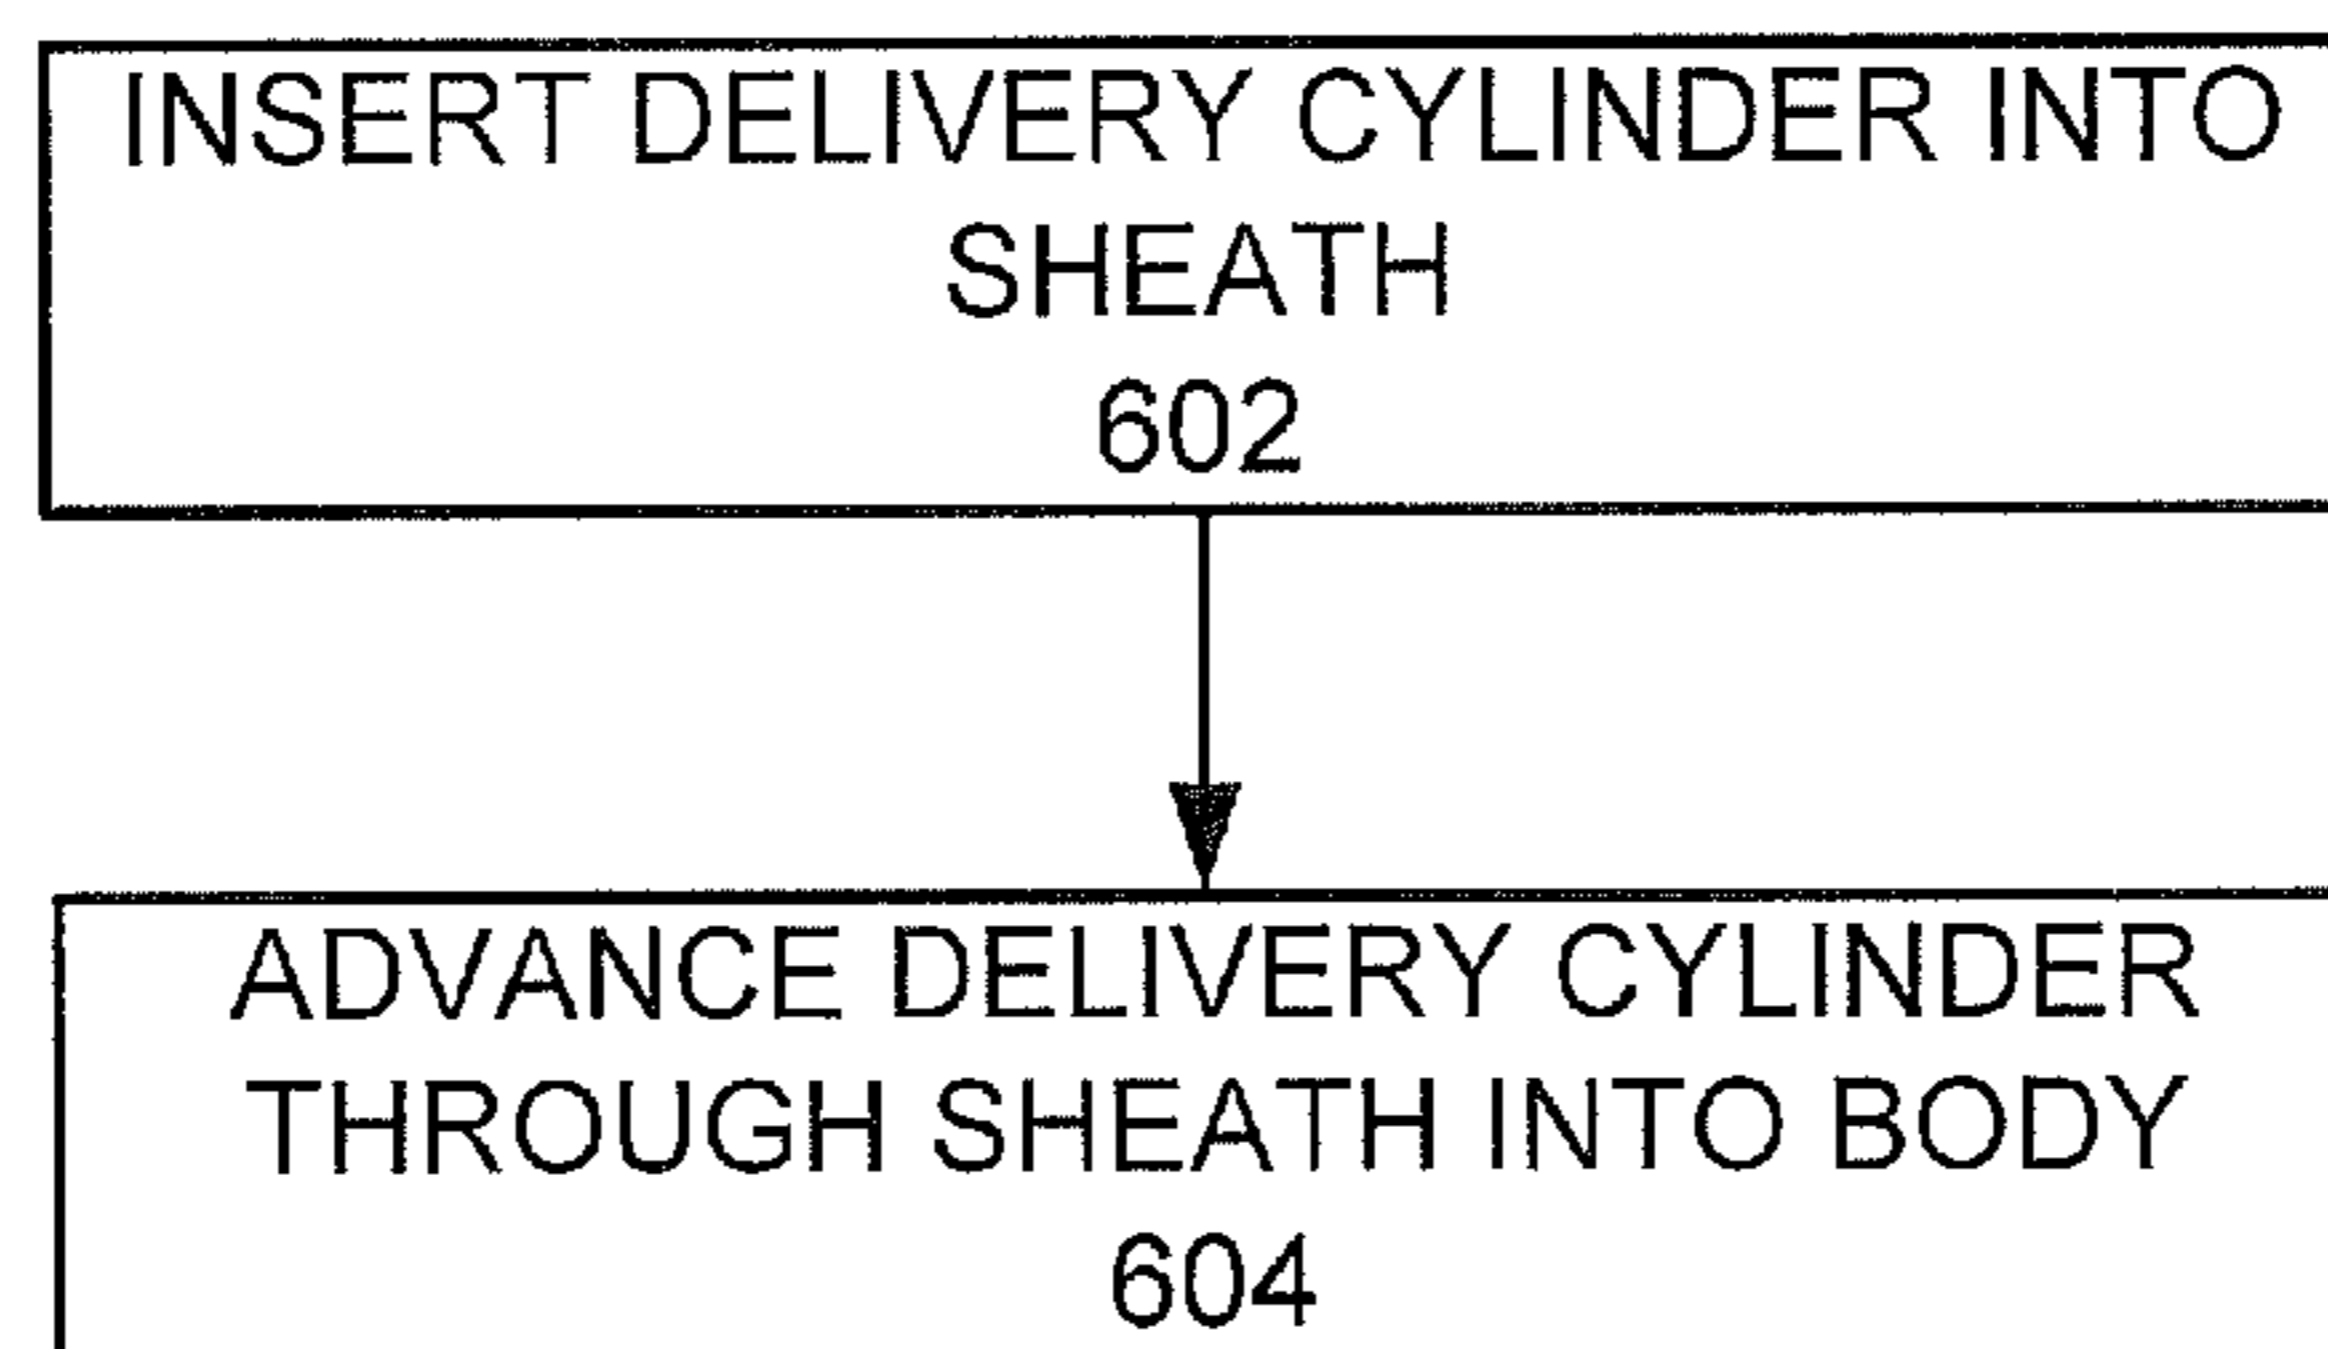 INSERT DELIVERY CYLINDER INTO
SHEATH
602
ADVANCE DELIVERY CYLINDER
THROUGH SHEATH INTO BODY
604